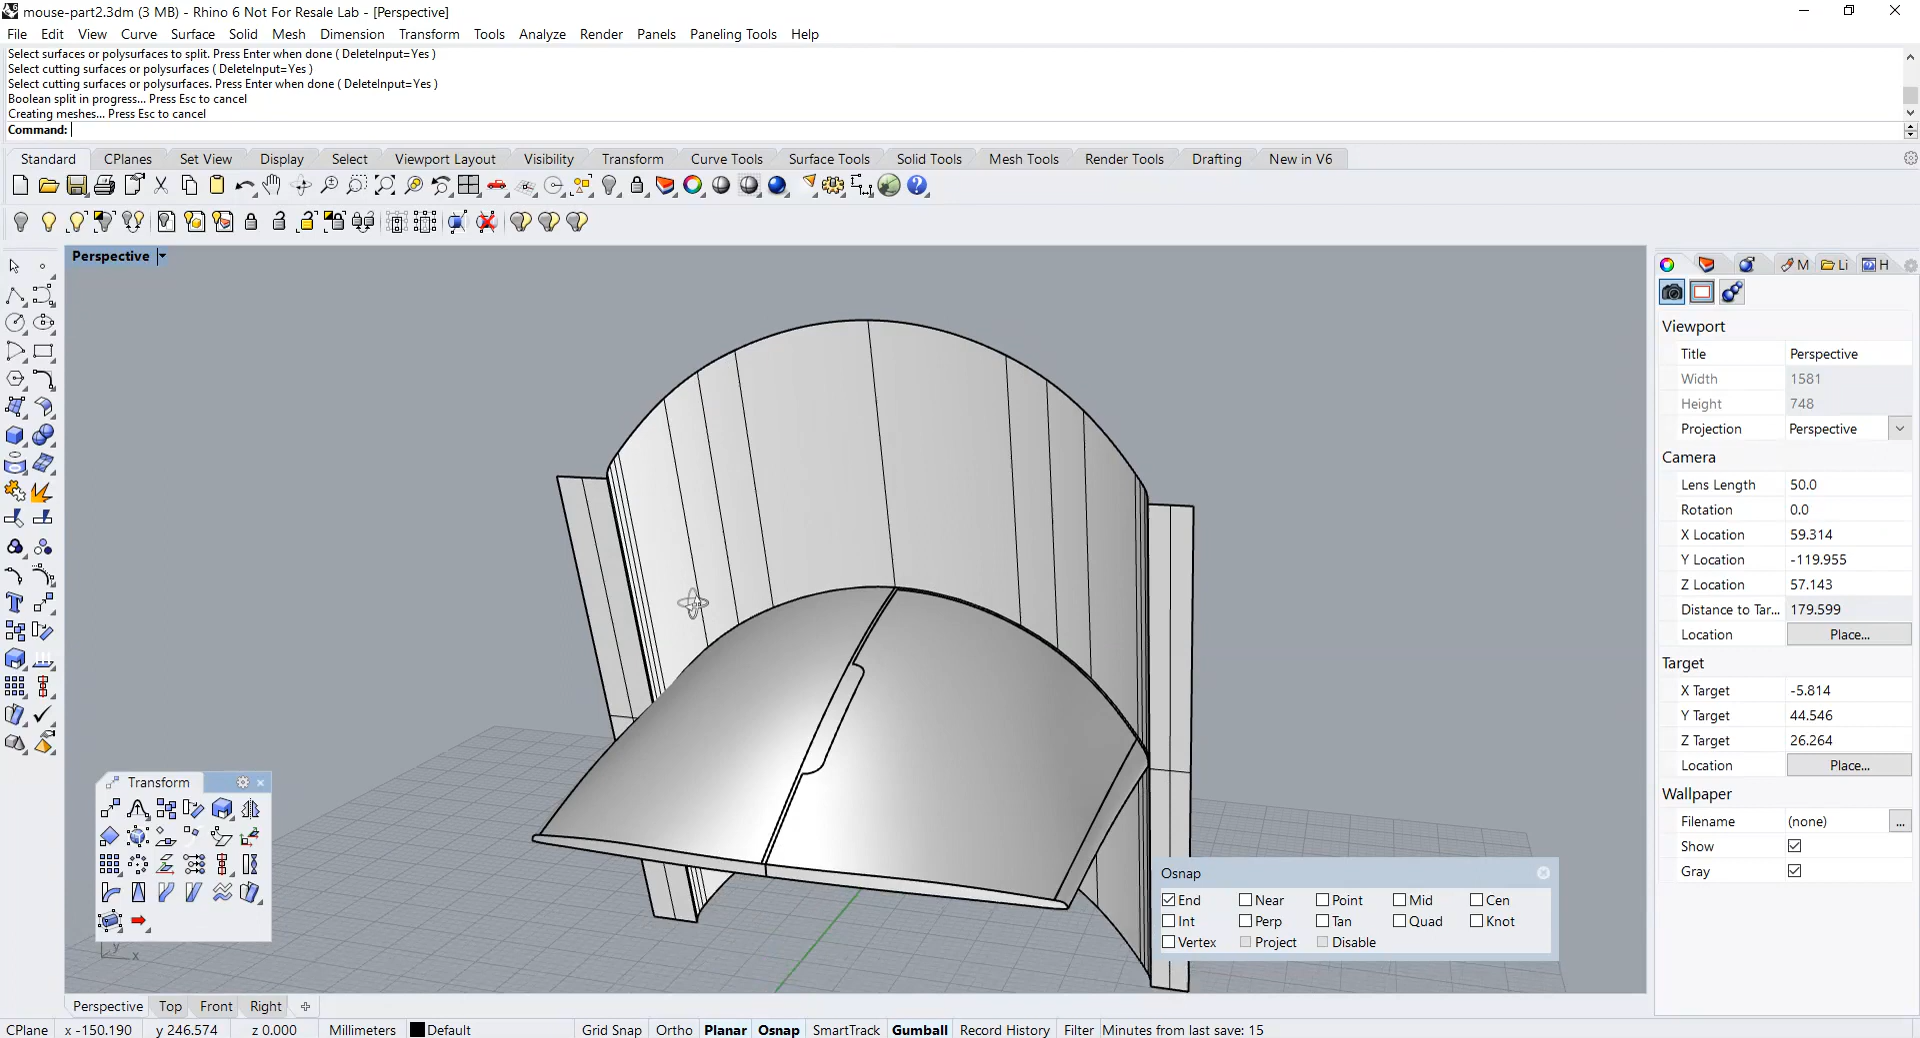 mouse-part2.3dm (3 MB) - Rhino 6 Not For Resale Lab - [Perspective]
File Edit View Curve Surface Solid Mesh Dimension Transform Tools Analyze Render Panels Paneling Tools Help
Select surfaces or polysurfaces to split. Press Enter when done ( DeleteInput=Yes )
Select cutting surfaces or polysurfaces ( DeleteInput=Yes )
Select cutting surfaces or polysurfaces. Press Enter when done ( DeleteInput=Yes )
Boolean split in progress... Press Esc to cancel
Creating meshes... Press Esc to cancel
Command:
Standard CPlanes Set View Display Select Viewport Layout Visibility Transform Curve Tools Surface Tools Solid Tools Mesh Tools Render Tools Drafting New in V6
Perspective
M Li H
Viewport
Title Perspective
Width 1581
Height 748
Projection Perspective
Camera
Lens Length 50.0
Rotation 0.0
X Location 59.314
Y Location -119.955
Z Location 57.143
Distance to Tar... 179.599
Location Place...
Target
X Target -5.814
Y Target 44.546
Z Target 26.264
Location Place...
Wallpaper
Filename (none) ...
Show
Gray
Transform
y x
Osnap
End Near Point Mid Cen
Int Perp Tan Quad Knot
Vertex Project Disable
Perspective Top Front Right
CPlane x -150.190 y 246.574 z 0.000 Millimeters Default Grid Snap Ortho Planar Osnap SmartTrack Gumball Record History Filter Minutes from last save: 15